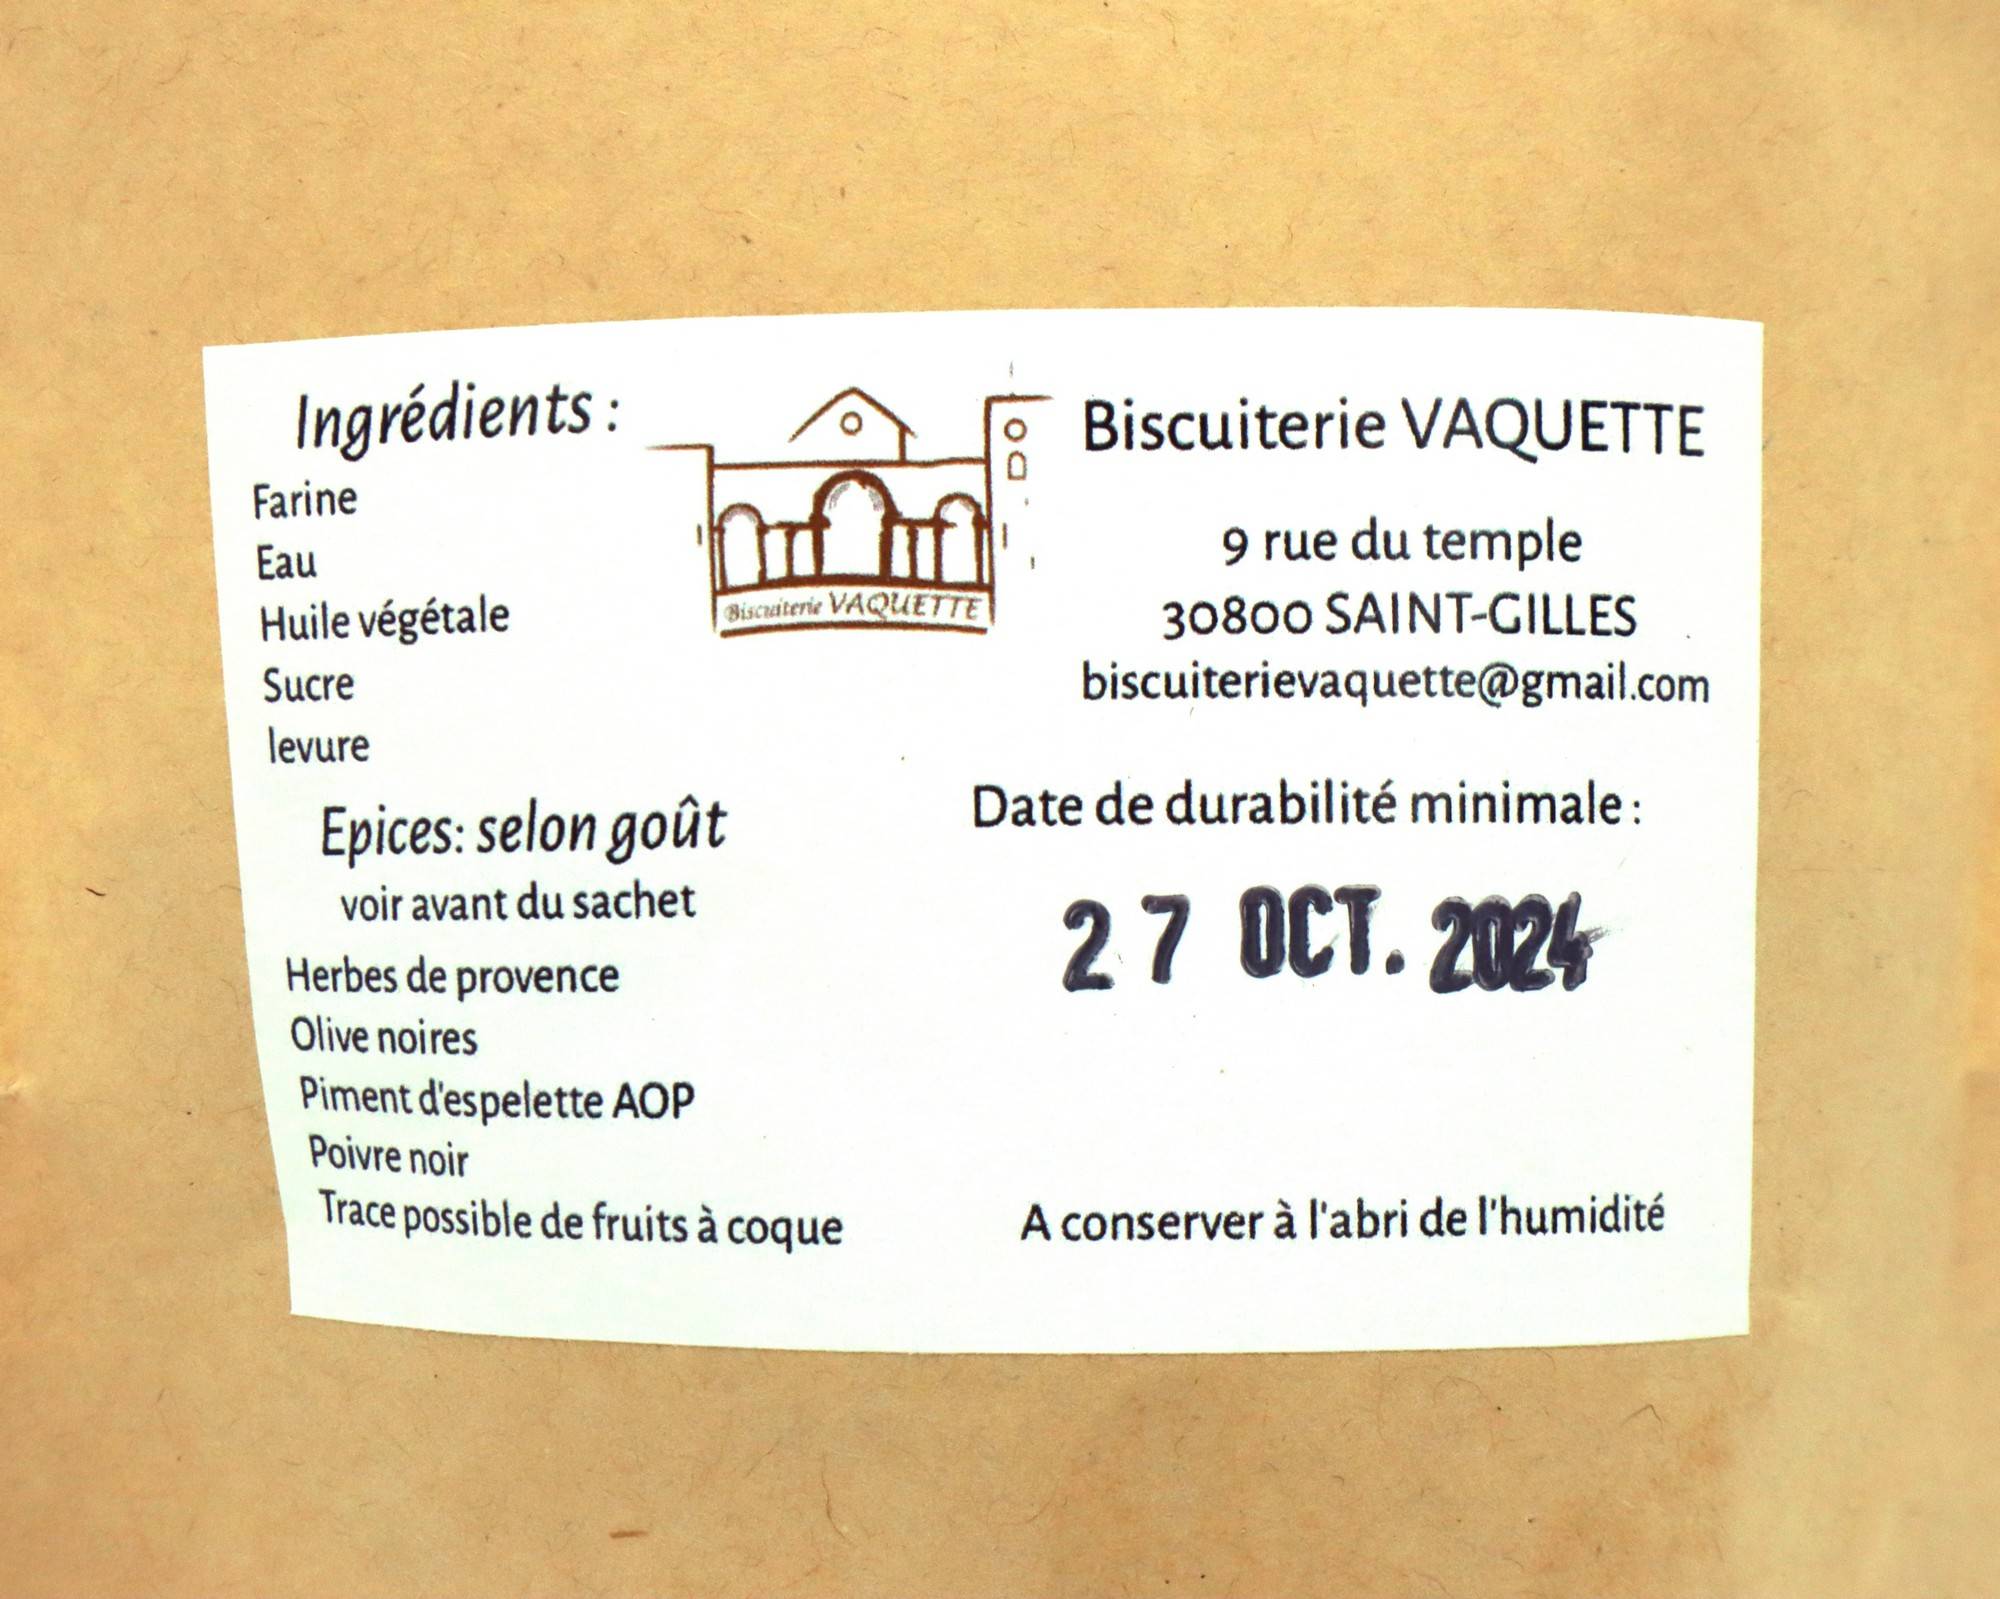 Ingrédients :
Farine
Eau
Huile végétale
Sucre
levure
Epices: selon goût
voir avant du sachet
Herbes de provence
Olive noires
Piment d'espelette AOP
Poivre noir
Trace possible de fruits à coque
Biscuiterie VAQUETTE
Biscuiterie VAQUETTE
9 rue du temple
30800 SAINT-GILLES
biscuiterievaquette@gmail.com
Date de durabilité minimale :
27 OCT. 2024
A conserver à l'abri de l'humidité